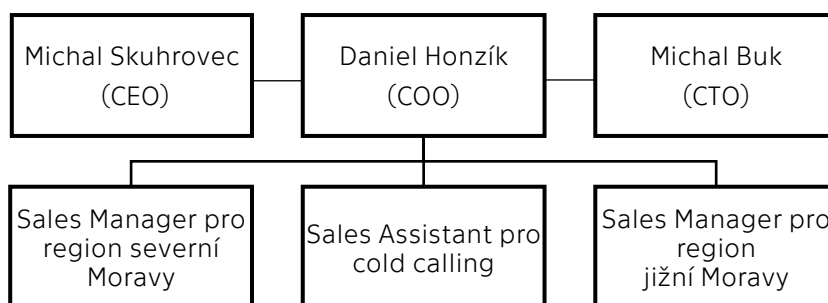 Michal Skuhrovec
(CEO)
Daniel Honzík
(COO)
Michal Buk
(CTO)
Sales Manager pro
region severní
Moravy
Sales Assistant pro
cold calling
Sales Manager pro
region
jižní Moravy